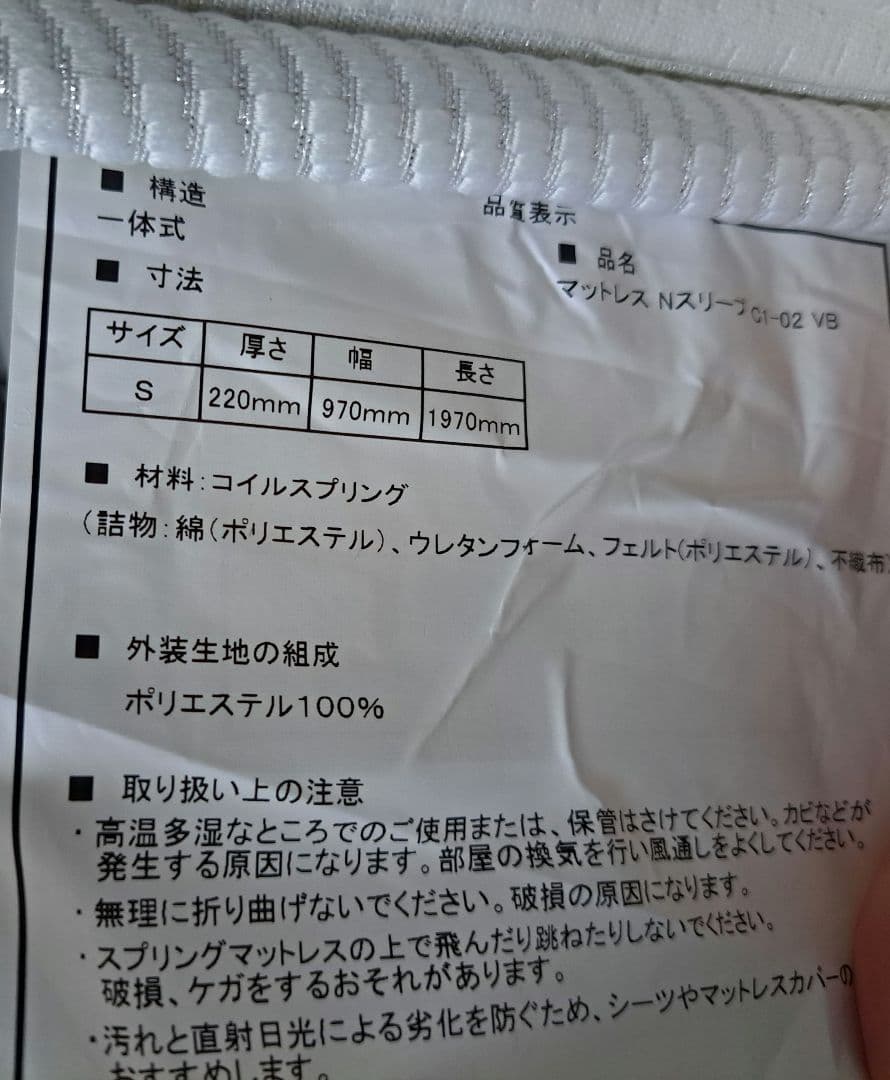 品質表示
■ 構造
一体式
■ 品名
マットレス Nスリープ C1-02 VB
■ 寸法
サイズ 厚さ 幅 長さ
S 220mm 970mm 1970mm
■ 材料:コイルスプリング
(詰物:綿(ポリエステル)、ウレタンフォーム、フェルト(ポリエステル)、不織布)
■ 外装生地の組成
ポリエステル100%
■ 取り扱い上の注意
・高温多湿なところでのご使用または、保管はさけてください。カビなどが
発生する原因になります。部屋の換気を行い風通しをよくしてください。
・無理に折り曲げないでください。破損の原因になります。
・スプリングマットレスの上で飛んだり跳ねたりしないでください。
破損、ケガをするおそれがあります。
・汚れと直射日光による劣化を防ぐため、シーツやマットレスカバーの
おすすめします。